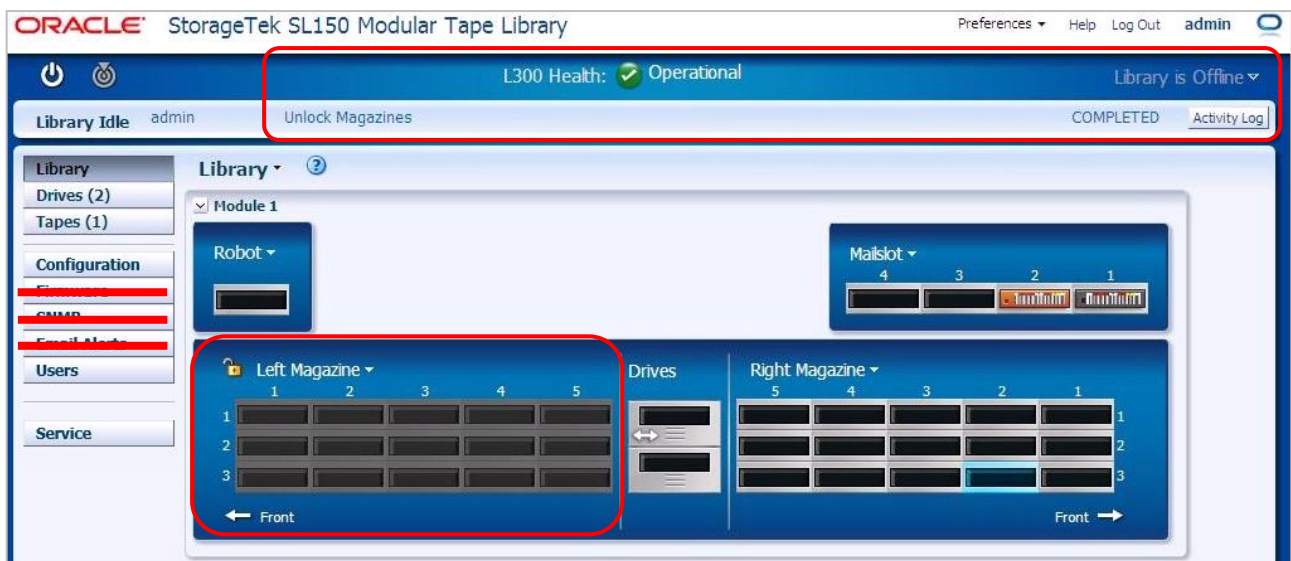 ORACLE StorageTek SL150 Modular Tape Library Preferences Help Log Out admin
L300 Health: Operational Library is Offline
Library Idle admin Unlock Magazines COMPLETED Activity Log
Library
Drives (2)
Tapes (1)
Configuration
Users
Service
Library ?
Module 1
Robot
Mailslot
4 3 2 1
Left Magazine
1 2 3 4 5
1
2
3
Front
Drives
Right Magazine
5 4 3 2 1
1
2
3
Front